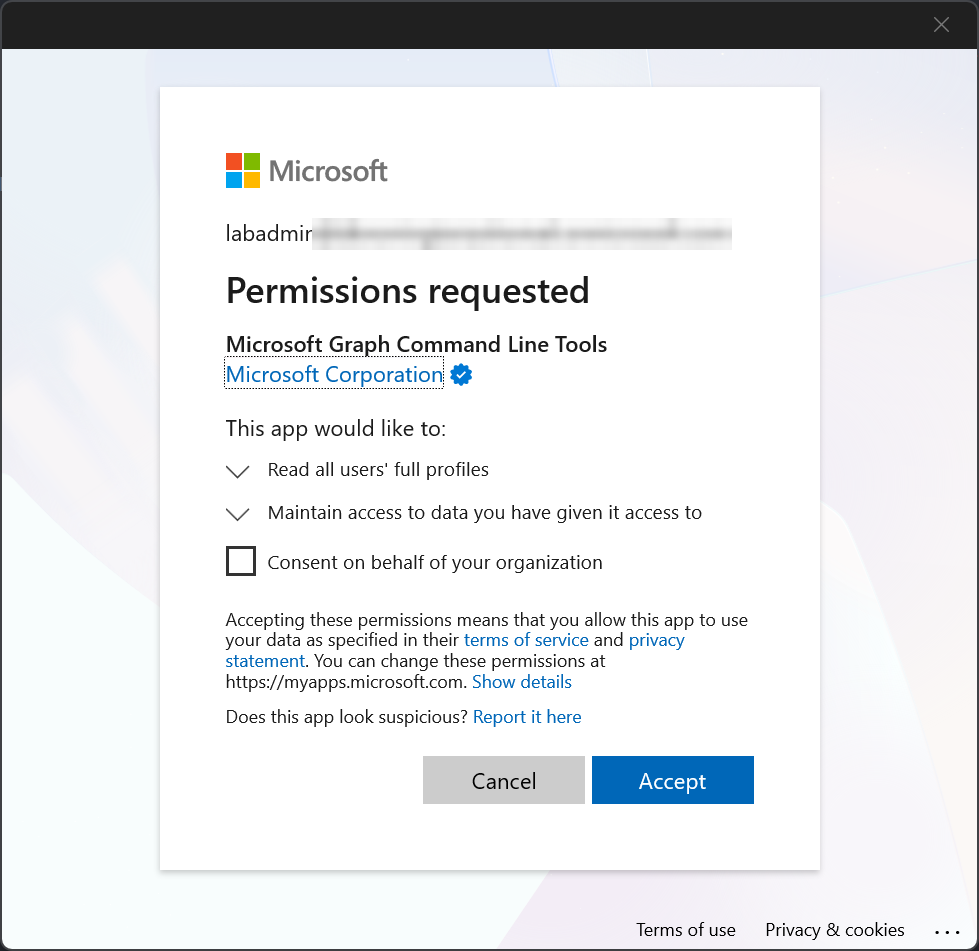 Microsoft
labadmin
Permissions requested
Microsoft Graph Command Line Tools
Microsoft Corporation
This app would like to:
Read all users' full profiles
Maintain access to data you have given it access to
Consent on behalf of your organization
Accepting these permissions means that you allow this app to use
your data as specified in their terms of service and privacy
statement. You can change these permissions at
https://myapps.microsoft.com. Show details
Does this app look suspicious? Report it here
Cancel Accept
Terms of use Privacy & cookies ...